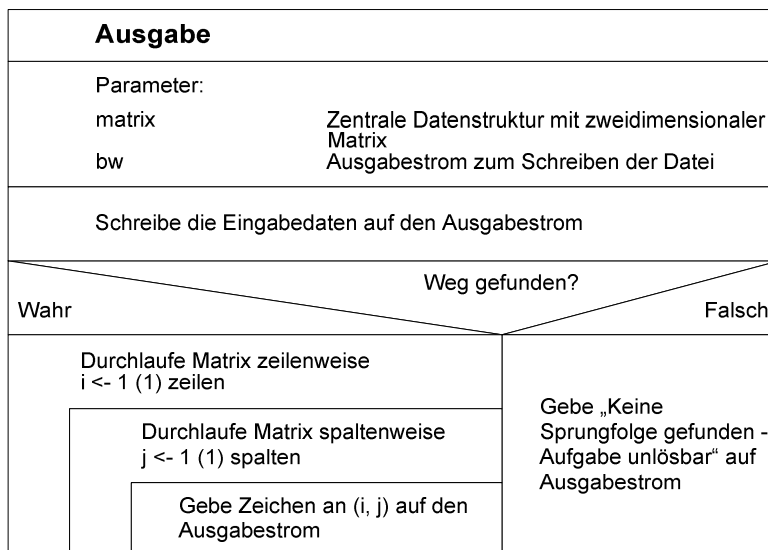 Ausgabe
Parameter:
matrix Zentrale Datenstruktur mit zweidimensionaler
Matrix
bw Ausgabestrom zum Schreiben der Datei
Schreibe die Eingabedaten auf den Ausgabestrom
Weg gefunden?
Wahr Falsch
Durchlaufe Matrix zeilenweise
i <- 1 (1) zeilen
Durchlaufe Matrix spaltenweise
j <- 1 (1) spalten
Gebe Zeichen an (i, j) auf den
Ausgabestrom
Gebe „Keine
Sprungfolge gefunden -
Aufgabe unlösbar“ auf
Ausgabestrom